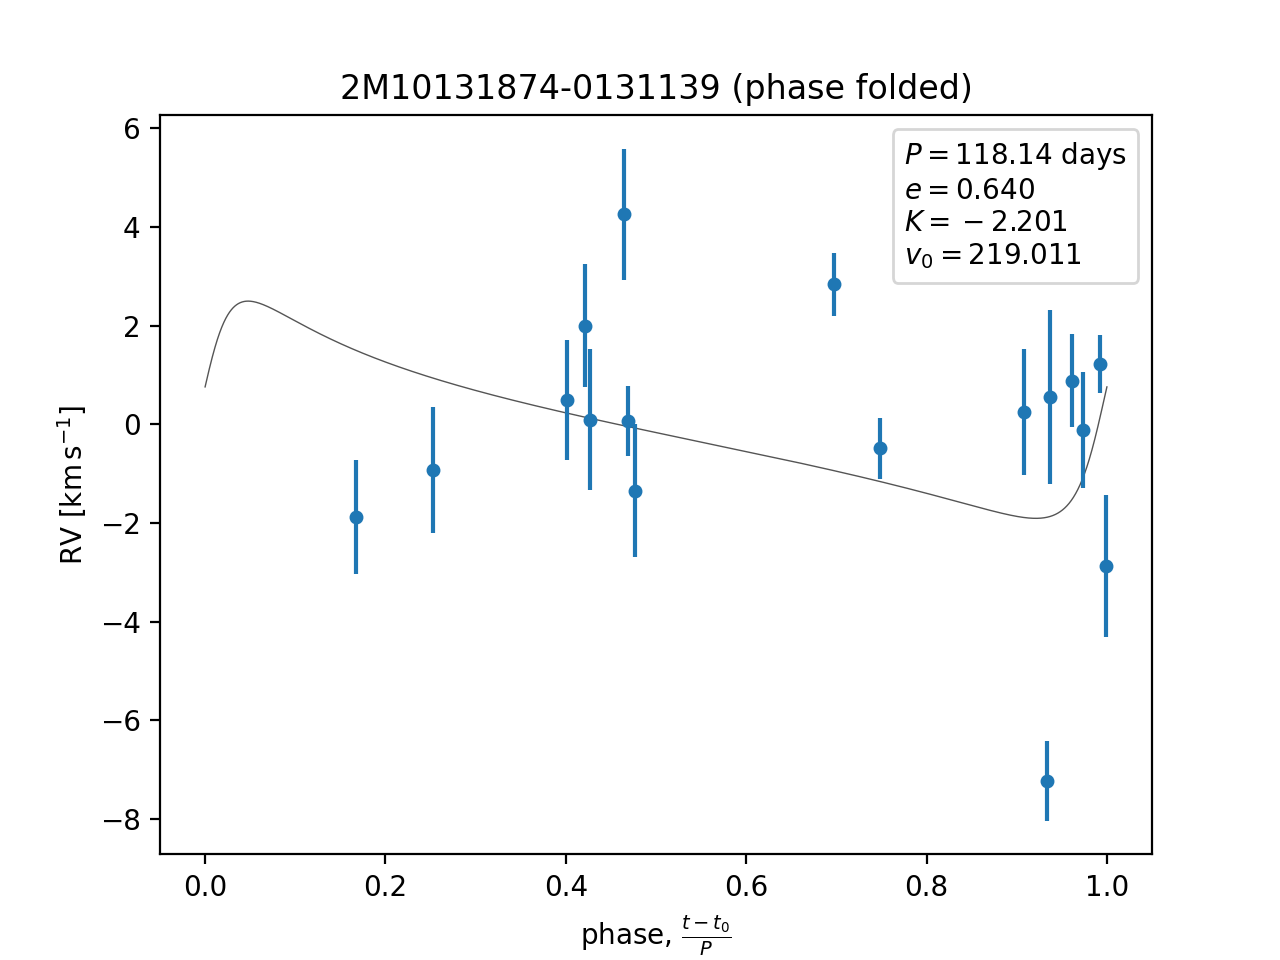 2M10131874-0131139 (phase folded)
P = 118.14 days
e = 0.640
K = −2.201
v₀ = 219.011
6
4
2
0
−2
−4
−6
−8
RV [km s⁻¹]
0.0 0.2 0.4 0.6 0.8 1.0
phase, (t − t₀)/P